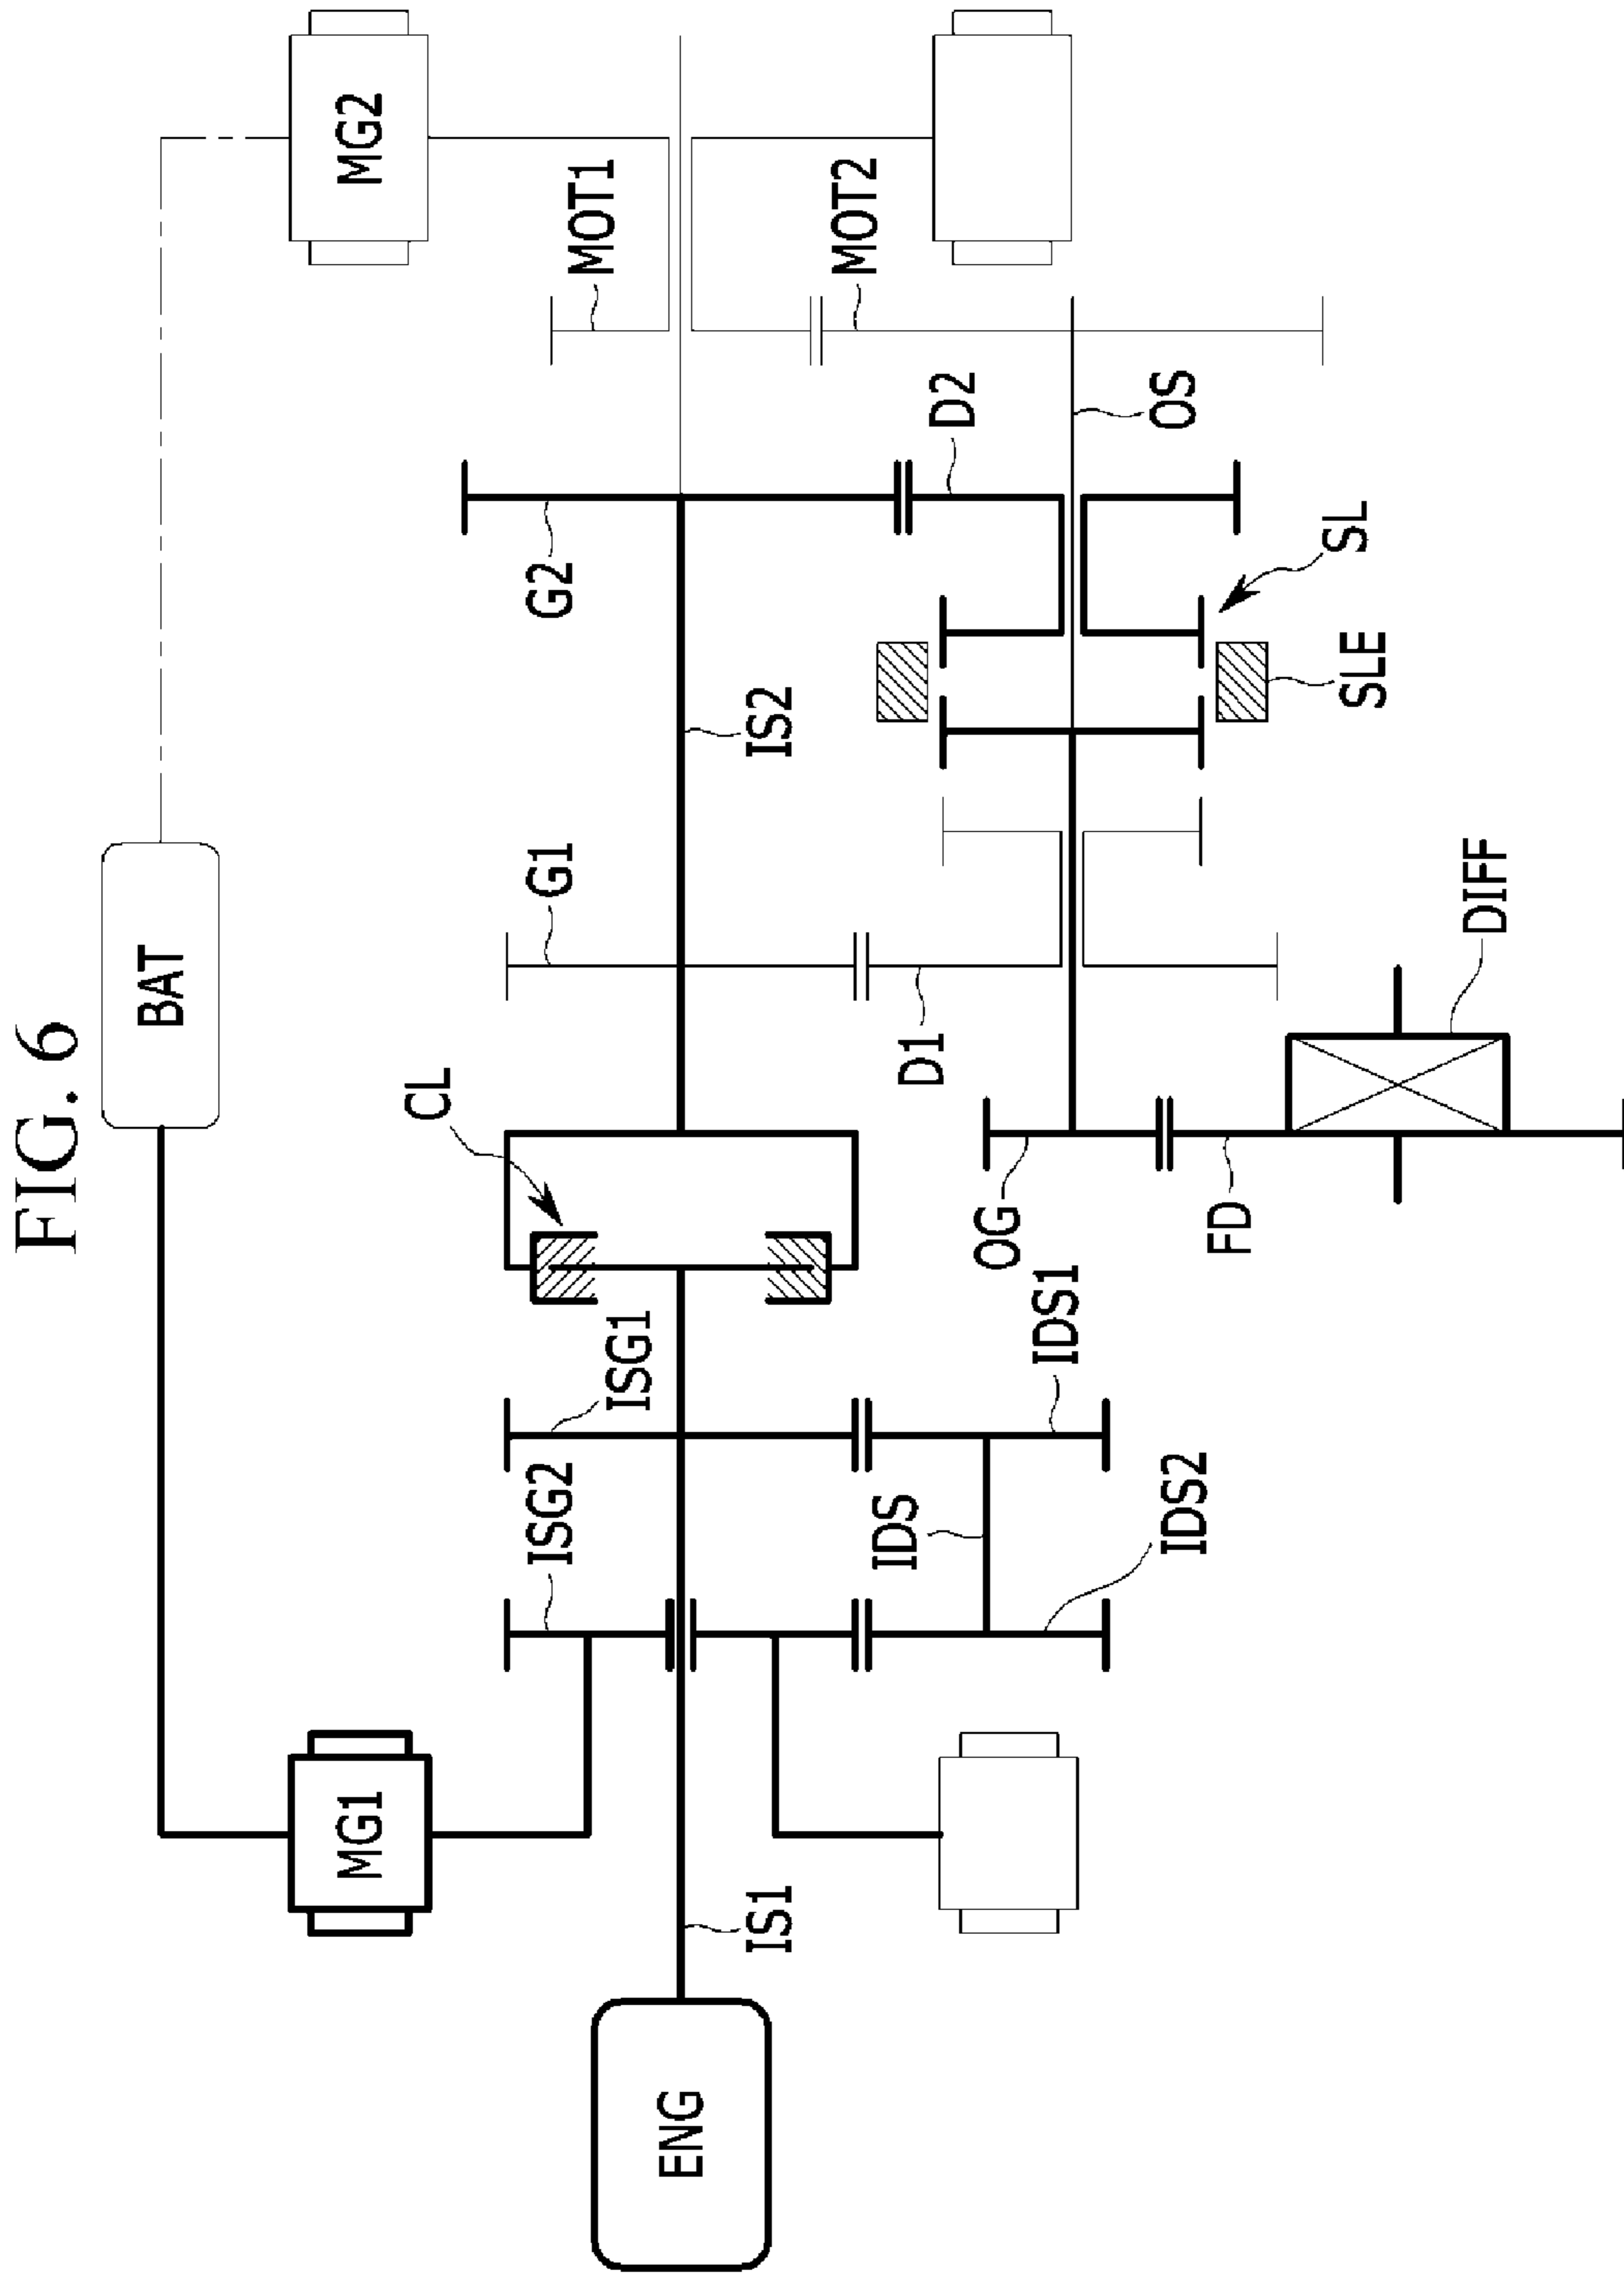 FIG. 6
BAT
MG1
MG2
CL
G1
G2
MOT1
ISG2
ISG1
ENG
IS1
IS2
MOT2
IDS
D1
D2
OG
IDS1
OS
IDS2
FD
SLE
SL
DIFF